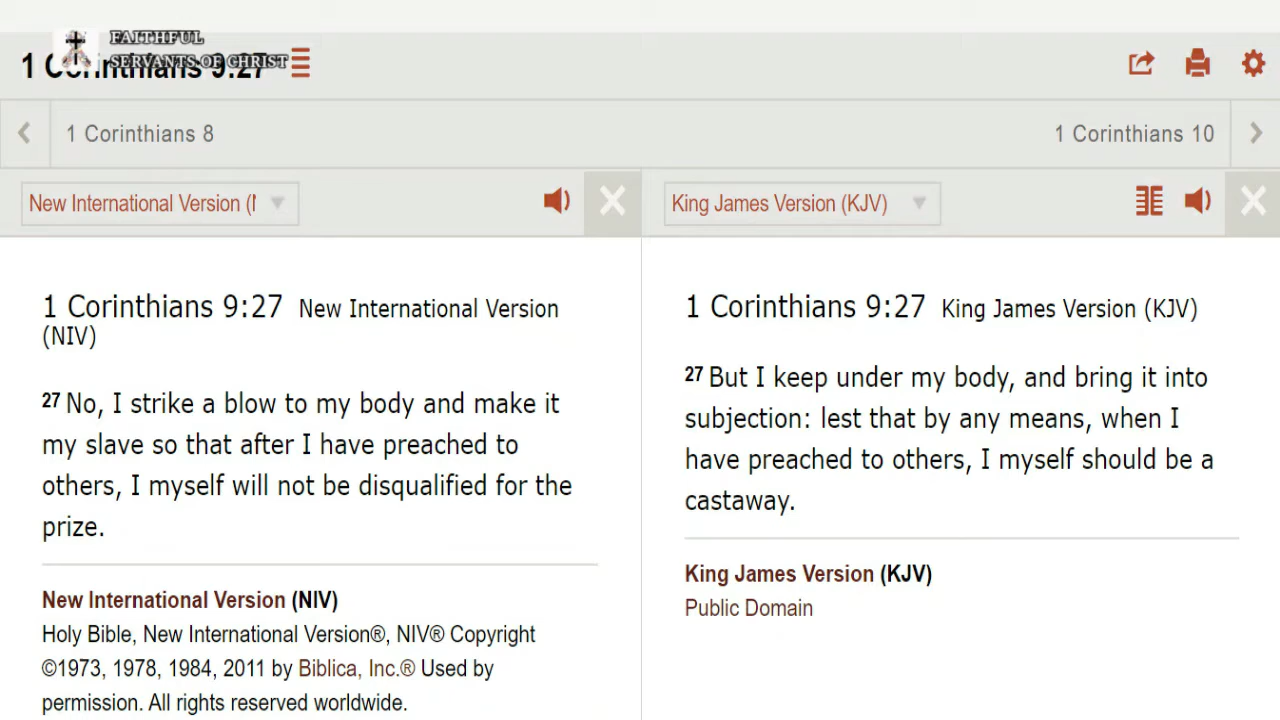 FAITHFUL
SERVANTS OF CHRIST
1 Corinthians 9:27
1 Corinthians 8
1 Corinthians 10
New International Version (
King James Version (KJV)
1 Corinthians 9:27 New International Version
(NIV)
27 No, I strike a blow to my body and make it
my slave so that after I have preached to
others, I myself will not be disqualified for the
prize.
New International Version (NIV)
Holy Bible, New International Version®, NIV® Copyright
©1973, 1978, 1984, 2011 by Biblica, Inc.® Used by
permission. All rights reserved worldwide.
1 Corinthians 9:27 King James Version (KJV)
27 But I keep under my body, and bring it into
subjection: lest that by any means, when I
have preached to others, I myself should be a
castaway.
King James Version (KJV)
Public Domain